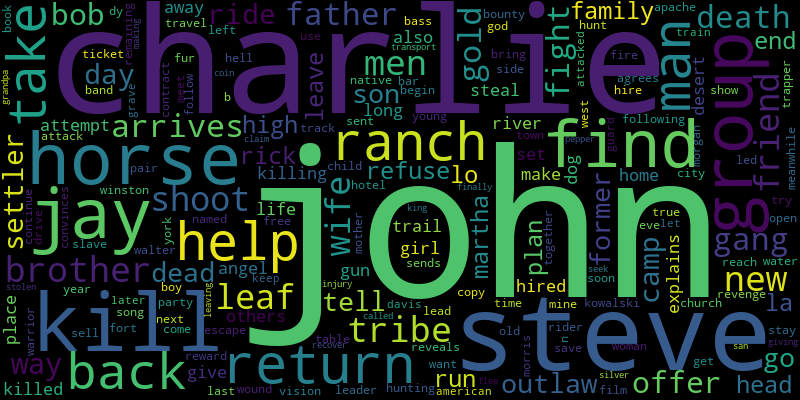 charlie
john
steve
kill
horse
jay
help
find
man
group
ranch
back
return
take
bob
dy
away
travel
ride
left
father
bass
god
men
also
son
long
gold
fight
steal
bounty
hunt
attacked
family
apache
train
death
end
fur
hell
ticket
band
day
book
grandpa
remaining
making
contract
meet
follow
grave
coin
b
leave
use
transport
native
bar
begin
side
bring
fire
agrees
hire
west
desert
show
trapper
friend
settler
attempt
attack
arrives
high
track
sent
young
river
town
set
guard
following
morgan
led
city
meanwhile
rick
killing
refuse
lo
dog
make
home
pepper
claim
pair
shoot
child
wife
hotel
martha
finally
former
true
let
eve
try
gang
open
continue
drive
convinces
winston
slave
york
named
free
life
mother
king
trail
girl
sends
plan
together
camp
explains
reach
water
new
brother
walter
dead
angel
keep
gun
tribe
tell
leaf
others
injury
copy
hired
time
mine
kowalski
seek
soon
church
revenge
la
stay
place
stolen
year
boy
later
song
party
leaving
escape
davis
lead
called
recover
table
reveals
old
rider
n
save
woman
morris
san
giving
warrior
sell
fort
next
come
reward
give
want
run
outlaw
offer
get
go
head
way
killed
last
wound
vision
leader
hunting
american
flee
silver
film